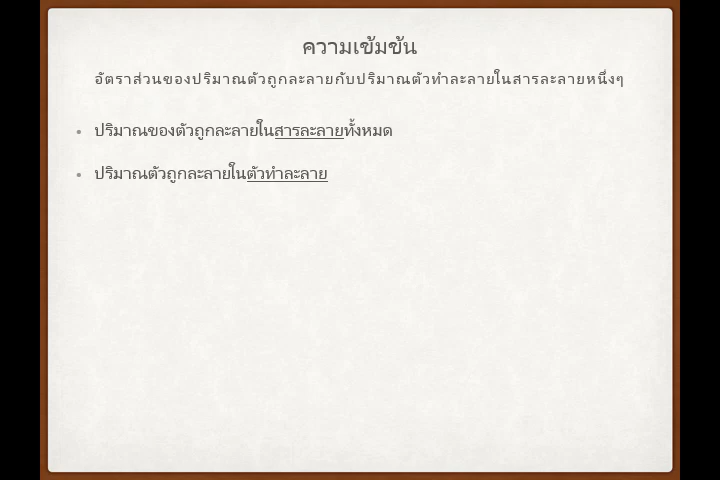 ความเข้มข้น
อัตราส่วนของปริมาณตัวถูกละลายกับปริมาณตัวทำละลายในสารละลายหนึ่งๆ
• ปริมาณของตัวถูกละลายในสารละลายทั้งหมด
• ปริมาณตัวถูกละลายในตัวทำละลาย